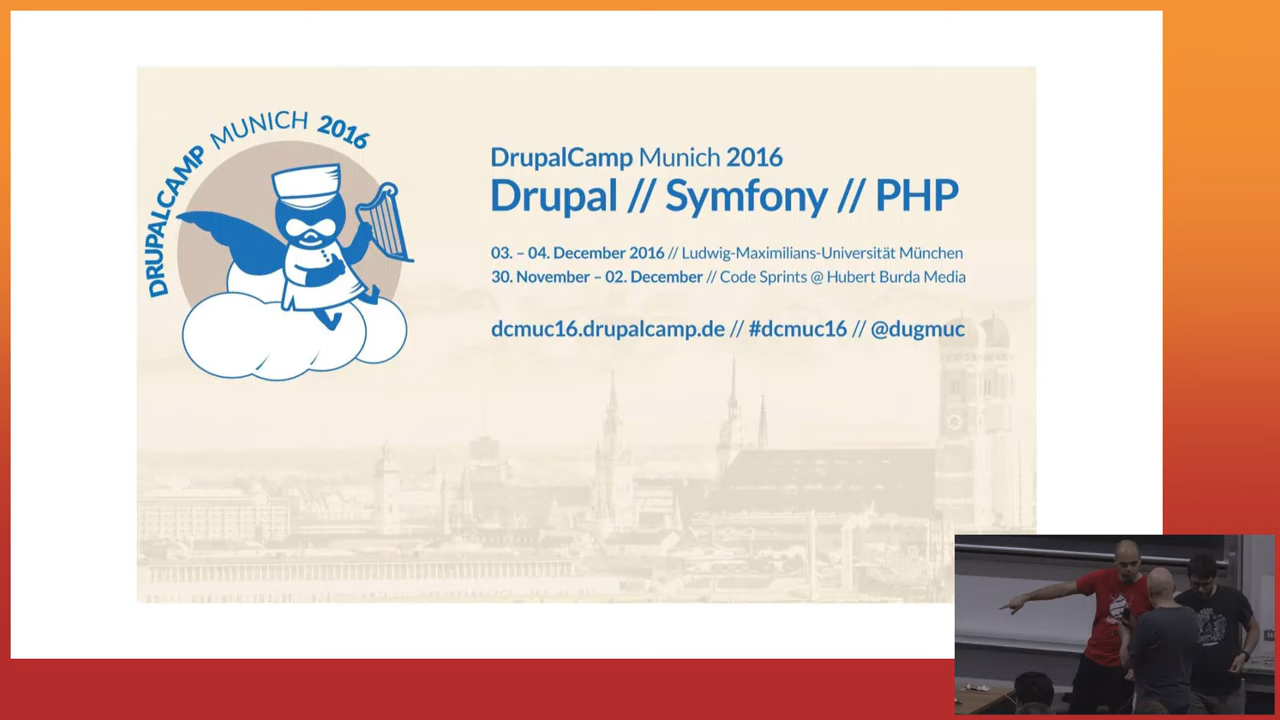 DRUPALCAMP MUNICH 2016
DrupalCamp Munich 2016
Drupal // Symfony // PHP
03. – 04. December 2016 // Ludwig-Maximilians-Universität München
30. November – 02. December // Code Sprints @ Hubert Burda Media
dcmuc16.drupalcamp.de // #dcmuc16 // @dugmuc